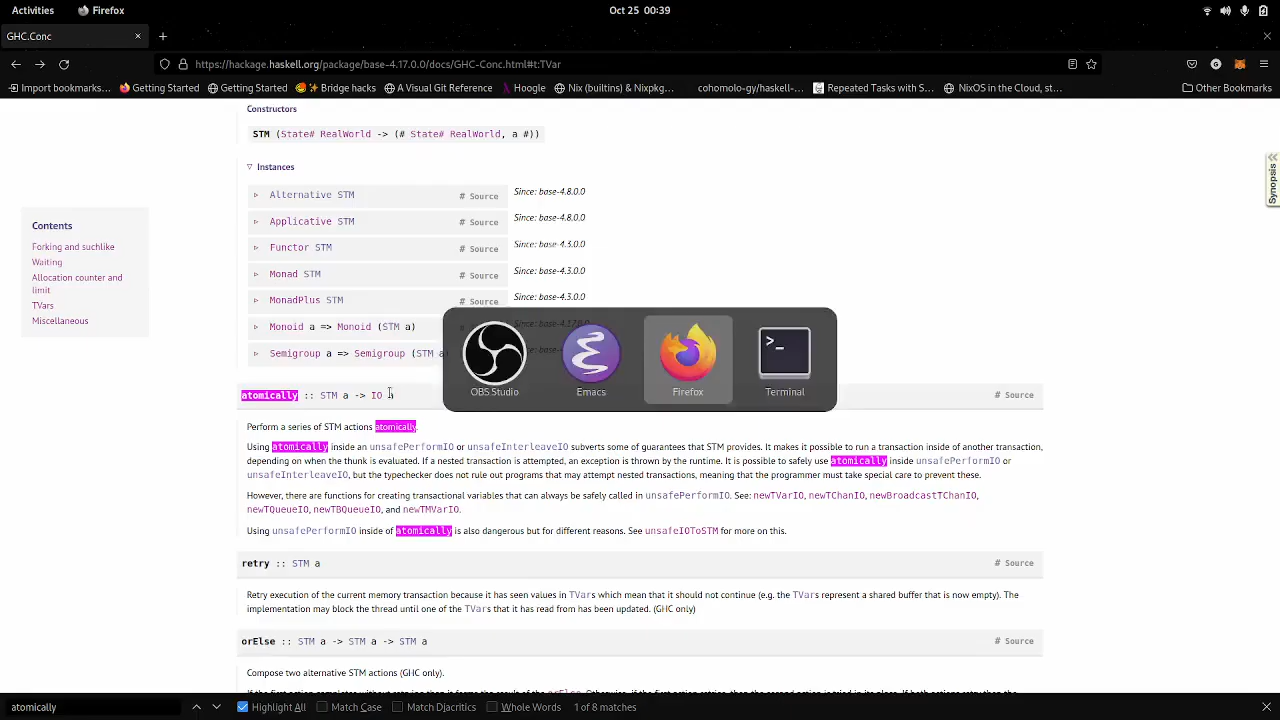 Activities
Firefox
Oct 25 00:39
GHC.Conc
https://hackage.haskell.org/package/base-4.17.0.0/docs/GHC-Conc.html#t:TVar
Import bookmarks...
Getting Started
Getting Started
Bridge hacks
A Visual Git Reference
Hoogle
Nix (builtins) & Nixpkg...
cohomolo-gy/haskell-...
Repeated Tasks with S...
NixOS in the Cloud, st...
Other Bookmarks
Constructors
STM (State# RealWorld -> (# State# RealWorld, a #))
Instances
Alternative STM # Source Since: base-4.8.0.0
Applicative STM # Source Since: base-4.8.0.0
Functor STM # Source Since: base-4.3.0.0
Monad STM # Source Since: base-4.3.0.0
MonadPlus STM # Source Since: base-4.3.0.0
Monoid a => Monoid (STM a) Since: base-4.17.0.0
Semigroup a => Semigroup (STM a)
Contents
Forking and suchlike
Waiting
Allocation counter and
limit
TVars
Miscellaneous
Synopsis
OBS Studio
Emacs
Firefox
Terminal
atomically :: STM a -> IO a # Source
Perform a series of STM actions atomically.
Using atomically inside an unsafePerformIO or unsafeInterleaveIO subverts some of guarantees that STM provides. It makes it possible to run a transaction inside of another transaction,
depending on when the thunk is evaluated. If a nested transaction is attempted, an exception is thrown by the runtime. It is possible to safely use atomically inside unsafePerformIO or
unsafeInterleaveIO, but the typechecker does not rule out programs that may attempt nested transactions, meaning that the programmer must take special care to prevent these.
However, there are functions for creating transactional variables that can always be safely called in unsafePerformIO. See: newTVarIO, newTChanIO, newBroadcastTChanIO,
newTQueueIO, newTBQueueIO, and newTMVarIO.
Using unsafePerformIO inside of atomically is also dangerous but for different reasons. See unsafeIOToSTM for more on this.
retry :: STM a # Source
Retry execution of the current memory transaction because it has seen values in TVars which mean that it should not continue (e.g. the TVars represent a shared buffer that is now empty). The
implementation may block the thread until one of the TVars that it has read from has been updated. (GHC only)
orElse :: STM a -> STM a -> STM a # Source
Compose two alternative STM actions (GHC only).
atomically
Highlight All
Match Case
Match Diacritics
Whole Words
1 of 8 matches